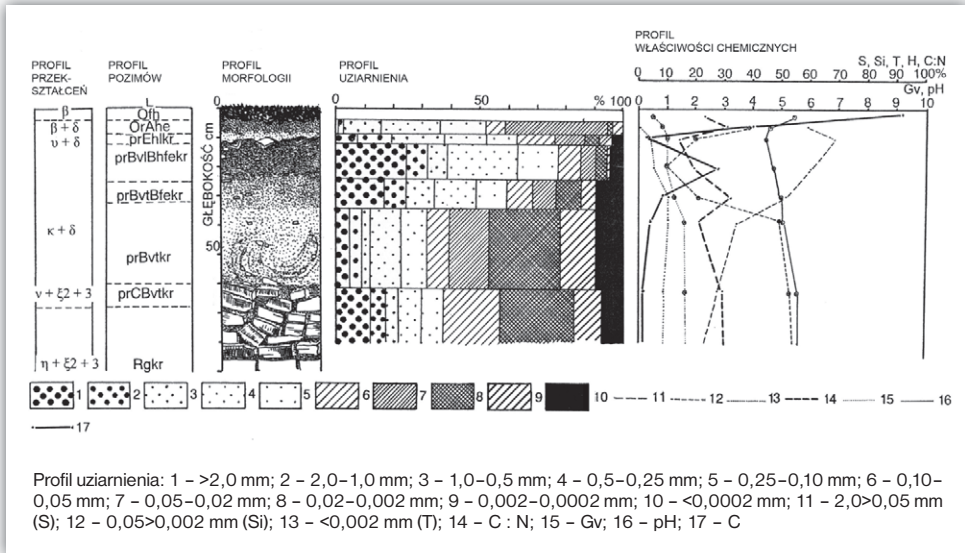 PROFIL
PRZEK-
SZTAŁCEŃ
PROFIL
POZIMÓW
PROFIL
MORFOLOGII
PROFIL
UZIARNIENIA
PROFIL
WŁAŚCIWOŚCI CHEMICZNYCH
S, Si, T, H, C:N
0 10 20 30 40 50 60 70 80 90 100%
Gv, pH
0 1 2 3 4 5 6 7 8 9 10
0 50 % 100
GŁĘBOKOŚĆ cm
0
50
β
β + δ
υ + δ
κ + δ
ν + ξ2 + 3
η + ξ2 + 3
L
Ofh
OrAhe
prEhlkr
prBvlBhfekr
prBvtBfekr
prBvtkr
prCBvtkr
Rgkr
1 2 3 4 5 6 7 8 9 10 11 12 13 14 15 16
17
Profil uziarnienia: 1 – >2,0 mm; 2 – 2,0–1,0 mm; 3 – 1,0–0,5 mm; 4 – 0,5–0,25 mm; 5 – 0,25–0,10 mm; 6 – 0,10–
0,05 mm; 7 – 0,05–0,02 mm; 8 – 0,02–0,002 mm; 9 – 0,002–0,0002 mm; 10 – <0,0002 mm; 11 – 2,0>0,05 mm
(S); 12 – 0,05>0,002 mm (Si); 13 – <0,002 mm (T); 14 – C : N; 15 – Gv; 16 – pH; 17 – C